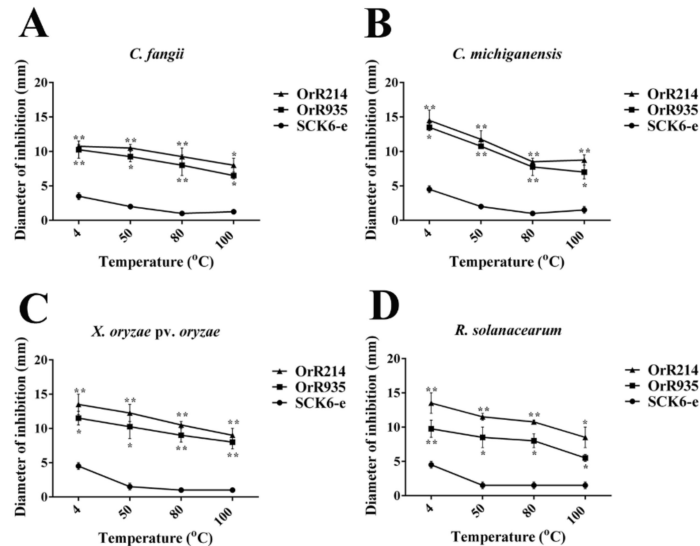 A
C. fangii
Diameter of inhibition (mm)
20
15
10
5
0
** ** ** *
** * ** *
4 50 80 100
Temperature (°C)
OrR214
OrR935
SCK6-e
B
C. michiganensis
Diameter of inhibition (mm)
20
15
10
5
0
** ** ** **
* ** ** *
4 50 80 100
Temperature (°C)
OrR214
OrR935
SCK6-e
C
X. oryzae pv. oryzae
Diameter of inhibition (mm)
20
15
10
5
0
** ** ** **
* * ** **
4 50 80 100
Temperature (°C)
OrR214
OrR935
SCK6-e
D
R. solanacearum
Diameter of inhibition (mm)
20
15
10
5
0
** ** ** *
** * * *
4 50 80 100
Temperature (°C)
OrR214
OrR935
SCK6-e